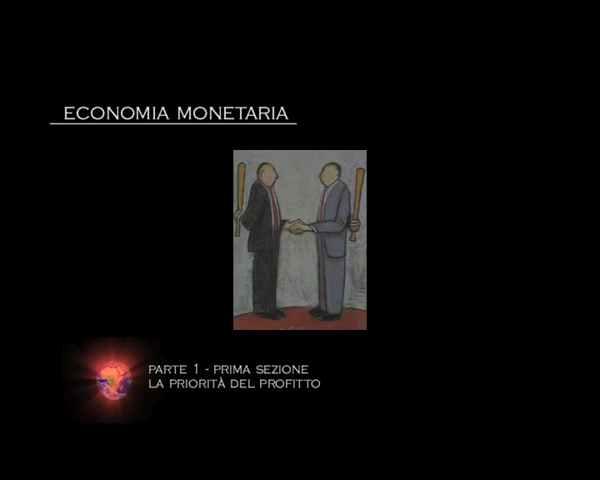 ECONOMIA MONETARIA
PARTE 1 - PRIMA SEZIONE
LA PRIORITÀ DEL PROFITTO